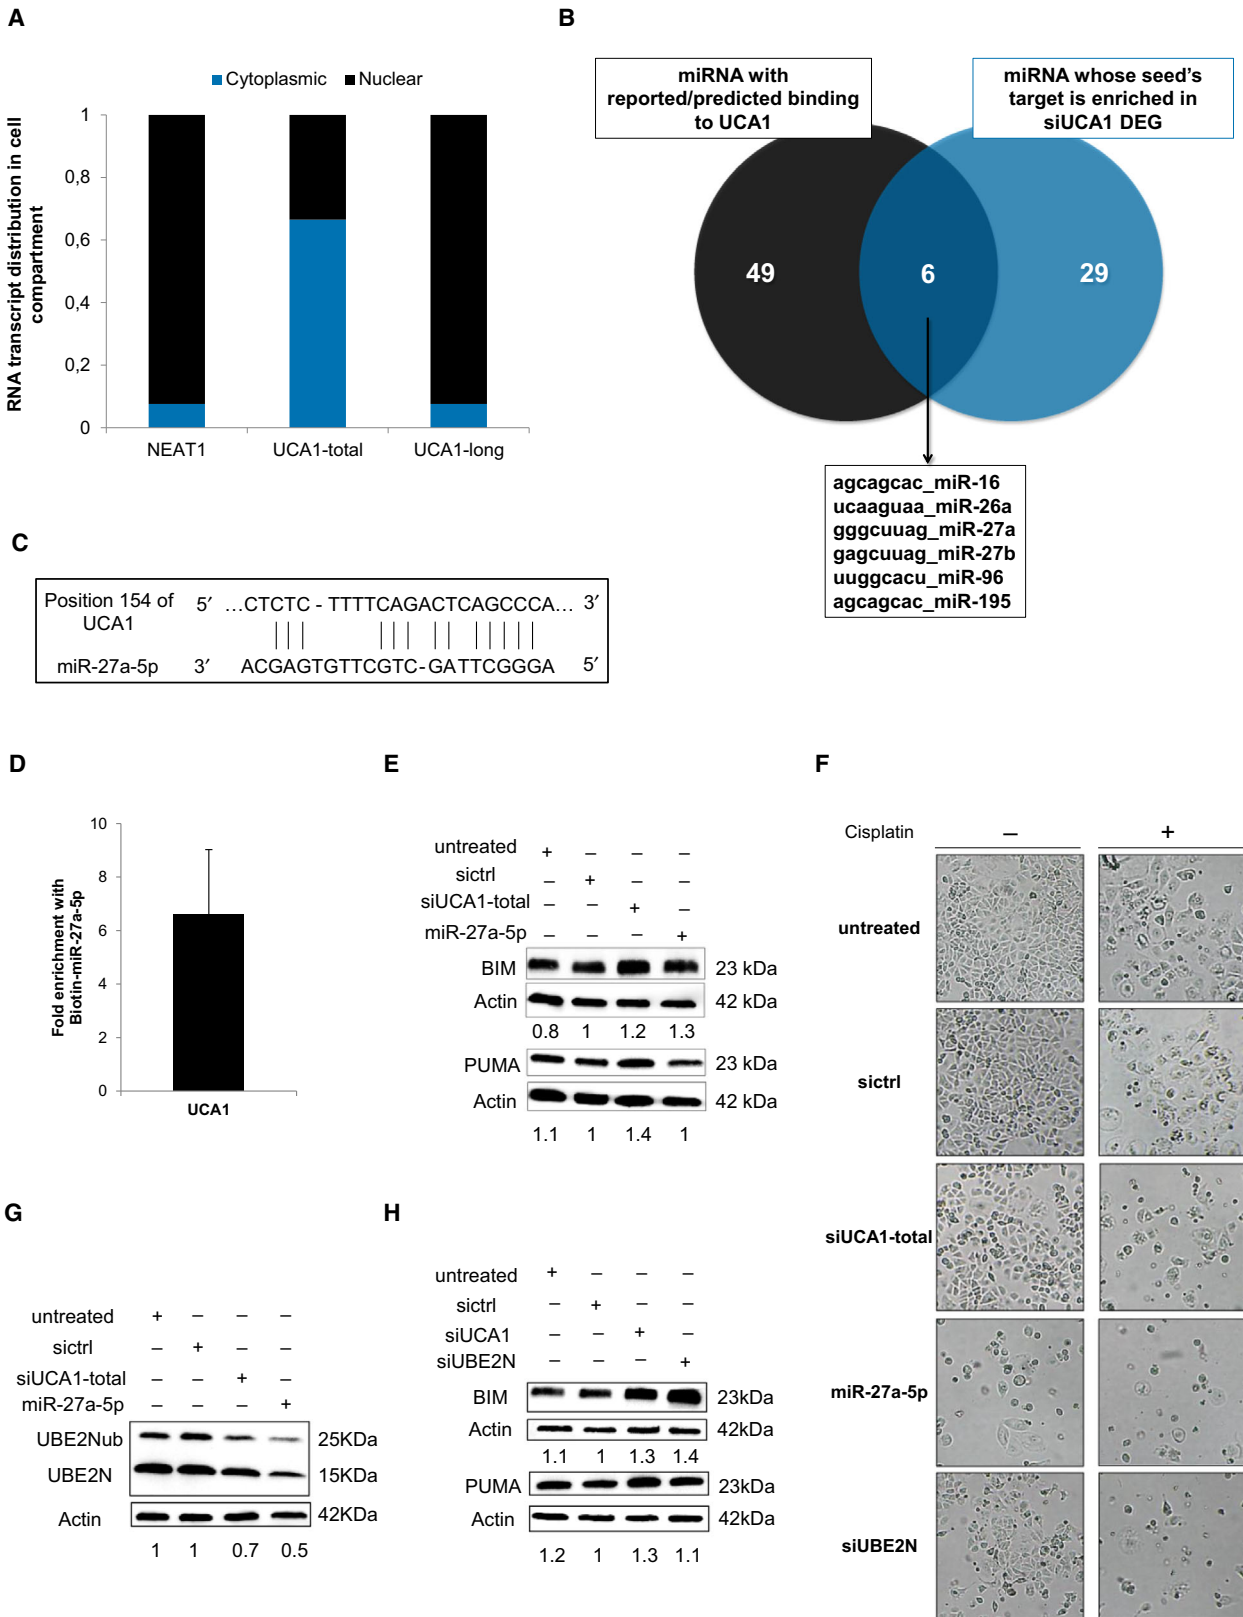 A
Cytoplasmic Nuclear
RNA transcript distribution in cell
compartment
1
0,8
0,6
0,4
0,2
0
NEAT1 UCA1-total UCA1-long
B
miRNA with
reported/predicted binding
to UCA1
miRNA whose seed's
target is enriched in
siUCA1 DEG
49 6 29
agcagcac_miR-16
ucaaguaa_miR-26a
gggcuuag_miR-27a
gagcuuag_miR-27b
uuggcacu_miR-96
agcagcac_miR-195
C
Position 154 of
UCA1
5′ …CTCTC - TTTTCAGACTCAGCCCA… 3′
miR-27a-5p 3′ ACGAGTGTTCGTC-GATTCGGGA 5′
D
Fold enrichment with
Biotin-miR-27a-5p
10
8
6
4
2
0
UCA1
E
untreated + – – –
sictrl – + – –
siUCA1-total – – + –
miR-27a-5p – – – +
BIM 23 kDa
Actin 42 kDa
0.8 1 1.2 1.3
PUMA 23 kDa
Actin 42 kDa
1.1 1 1.4 1
F
Cisplatin – +
untreated
sictrl
siUCA1-total
miR-27a-5p
siUBE2N
G
untreated + – – –
sictrl – + – –
siUCA1-total – – + –
miR-27a-5p – – – +
UBE2Nub 25KDa
UBE2N 15KDa
Actin 42KDa
1 1 0.7 0.5
H
untreated + – – –
sictrl – + – –
siUCA1 – – + –
siUBE2N – – – +
BIM 23kDa
Actin 42kDa
1.1 1 1.3 1.4
PUMA 23kDa
Actin 42kDa
1.2 1 1.3 1.1